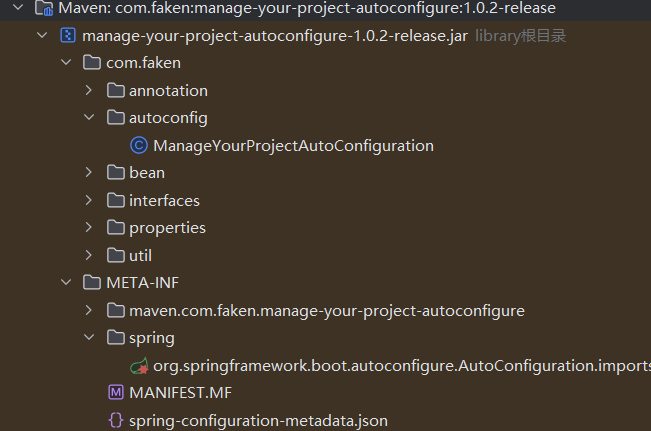 Maven: com.faken:manage-your-project-autoconfigure:1.0.2-release
manage-your-project-autoconfigure-1.0.2-release.jar library根目录
com.faken
annotation
autoconfig
ManageYourProjectAutoConfiguration
bean
interfaces
properties
util
META-INF
maven.com.faken.manage-your-project-autoconfigure
spring
org.springframework.boot.autoconfigure.AutoConfiguration.imports
MANIFEST.MF
spring-configuration-metadata.json